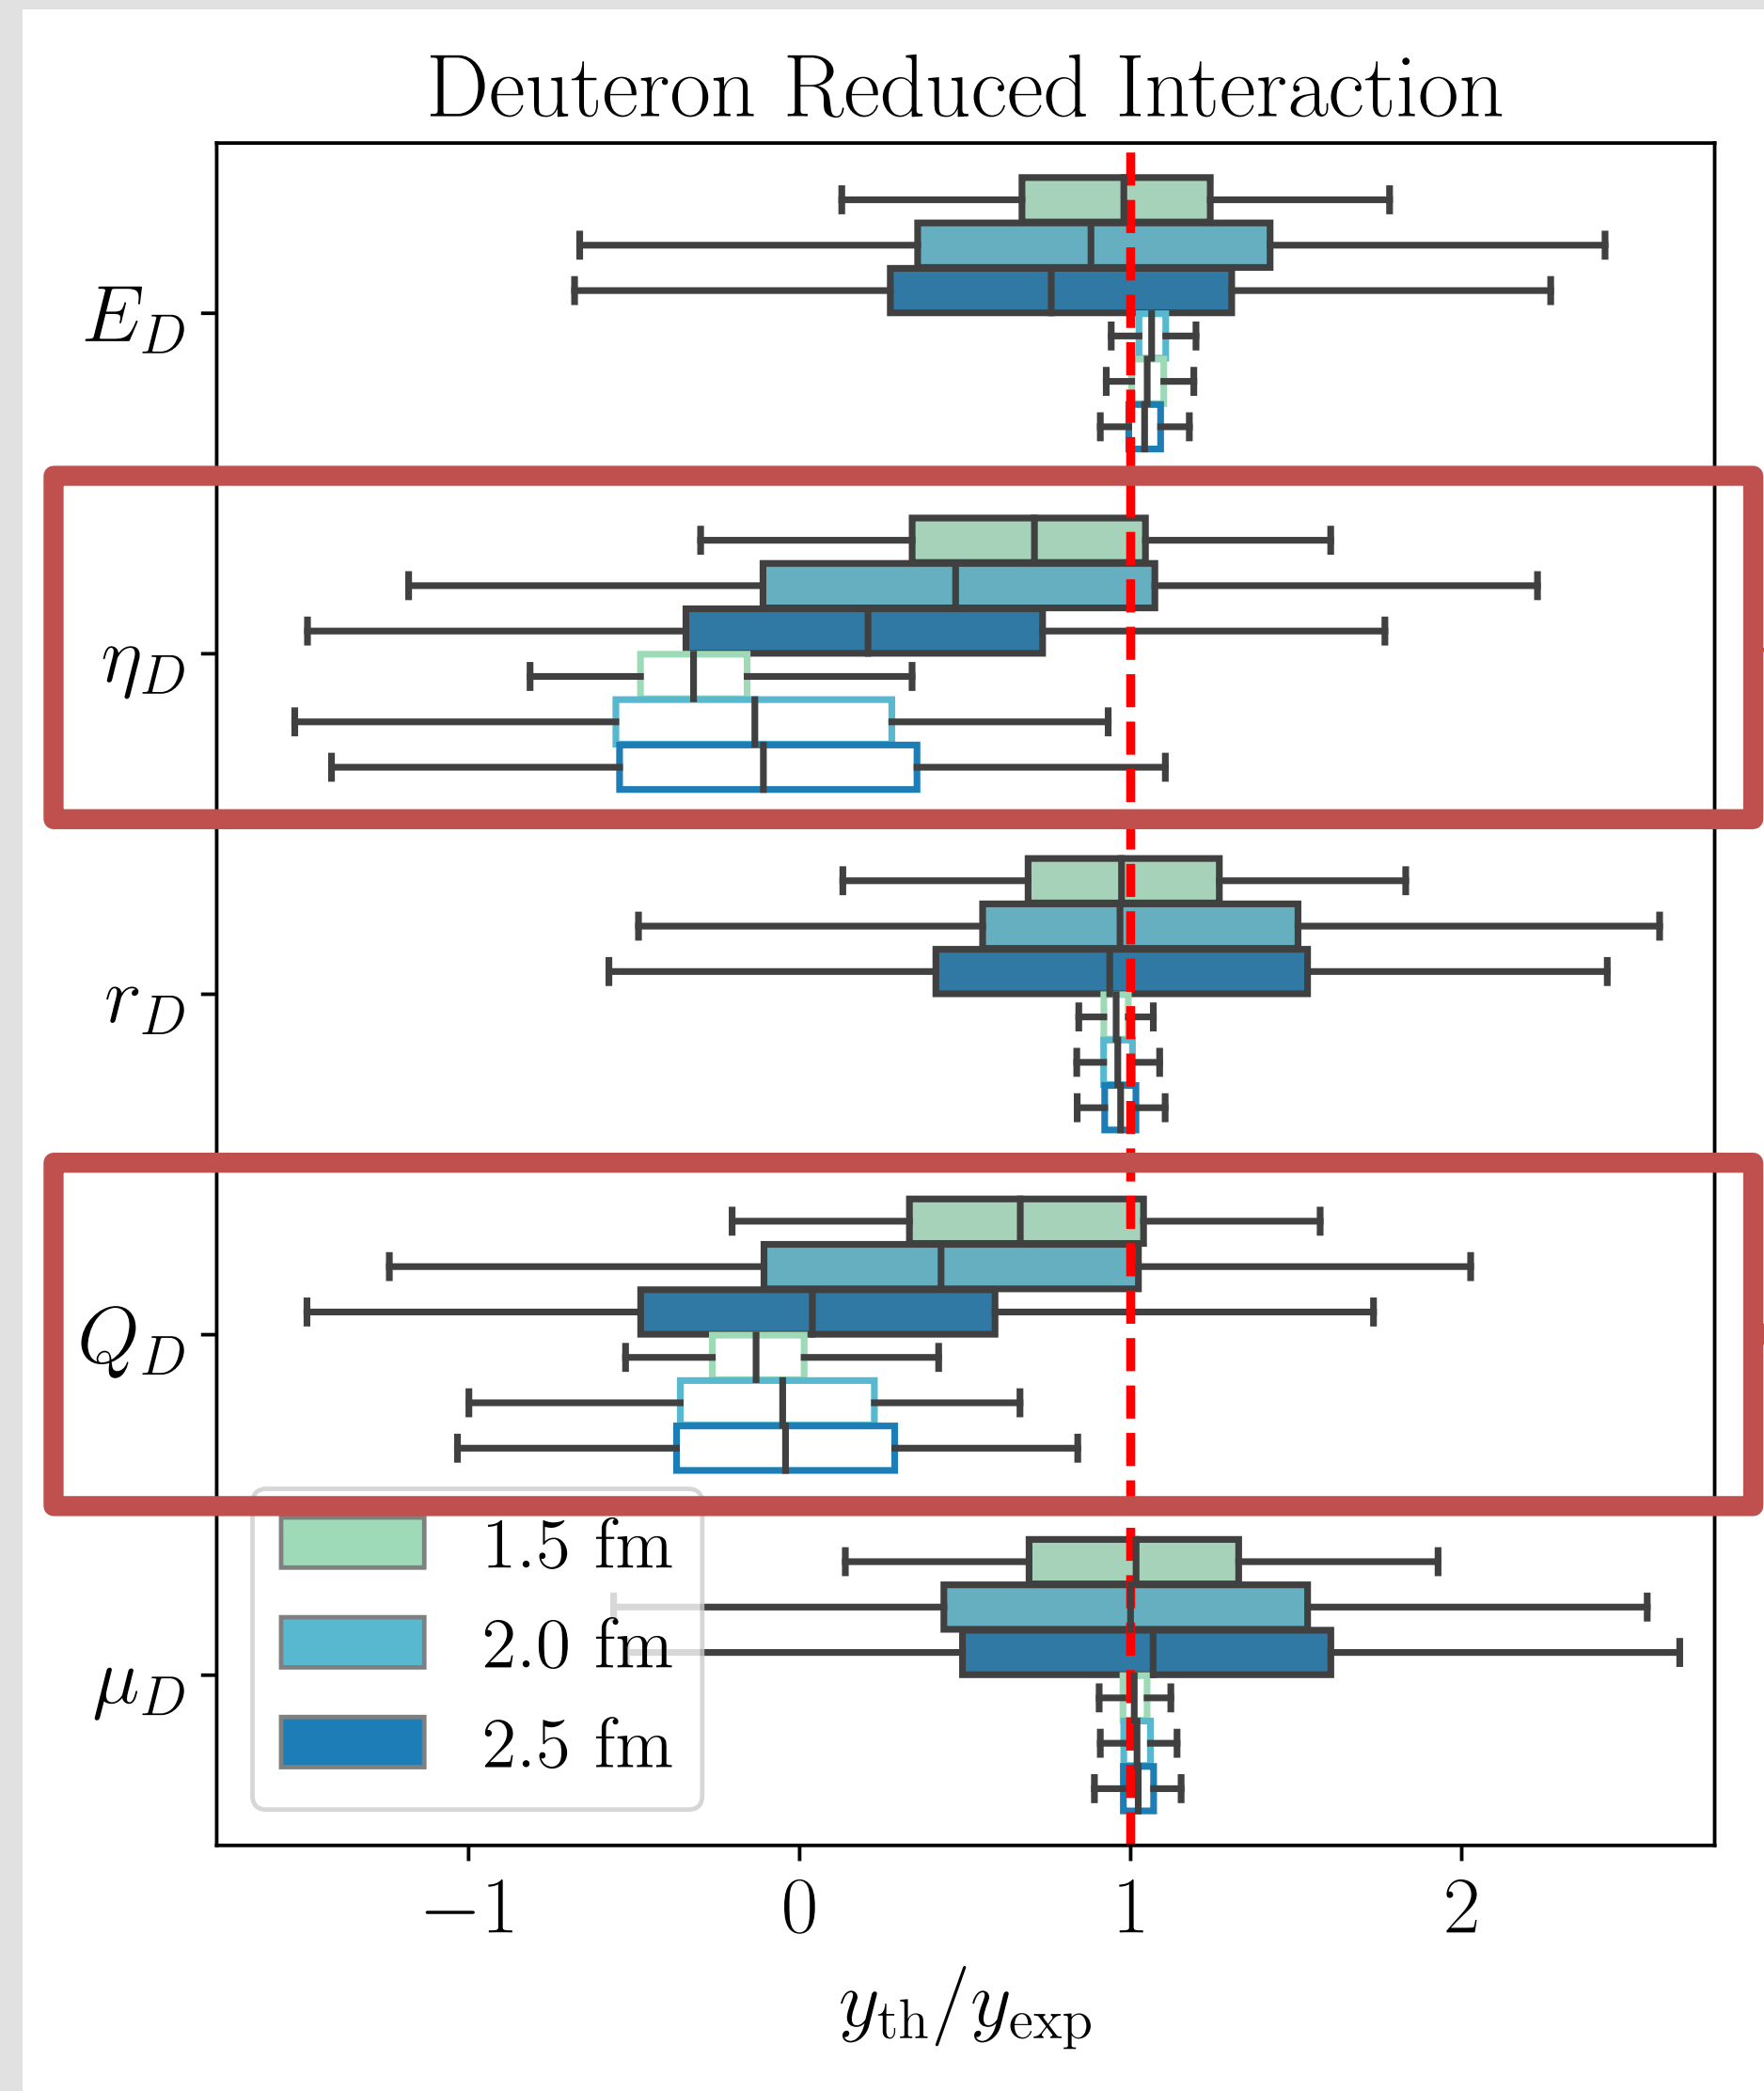 Deuteron Reduced Interaction
E_D
η_D
r_D
Q_D
μ_D
1.5 fm
2.0 fm
2.5 fm
−1 0 1 2
y_th/y_exp